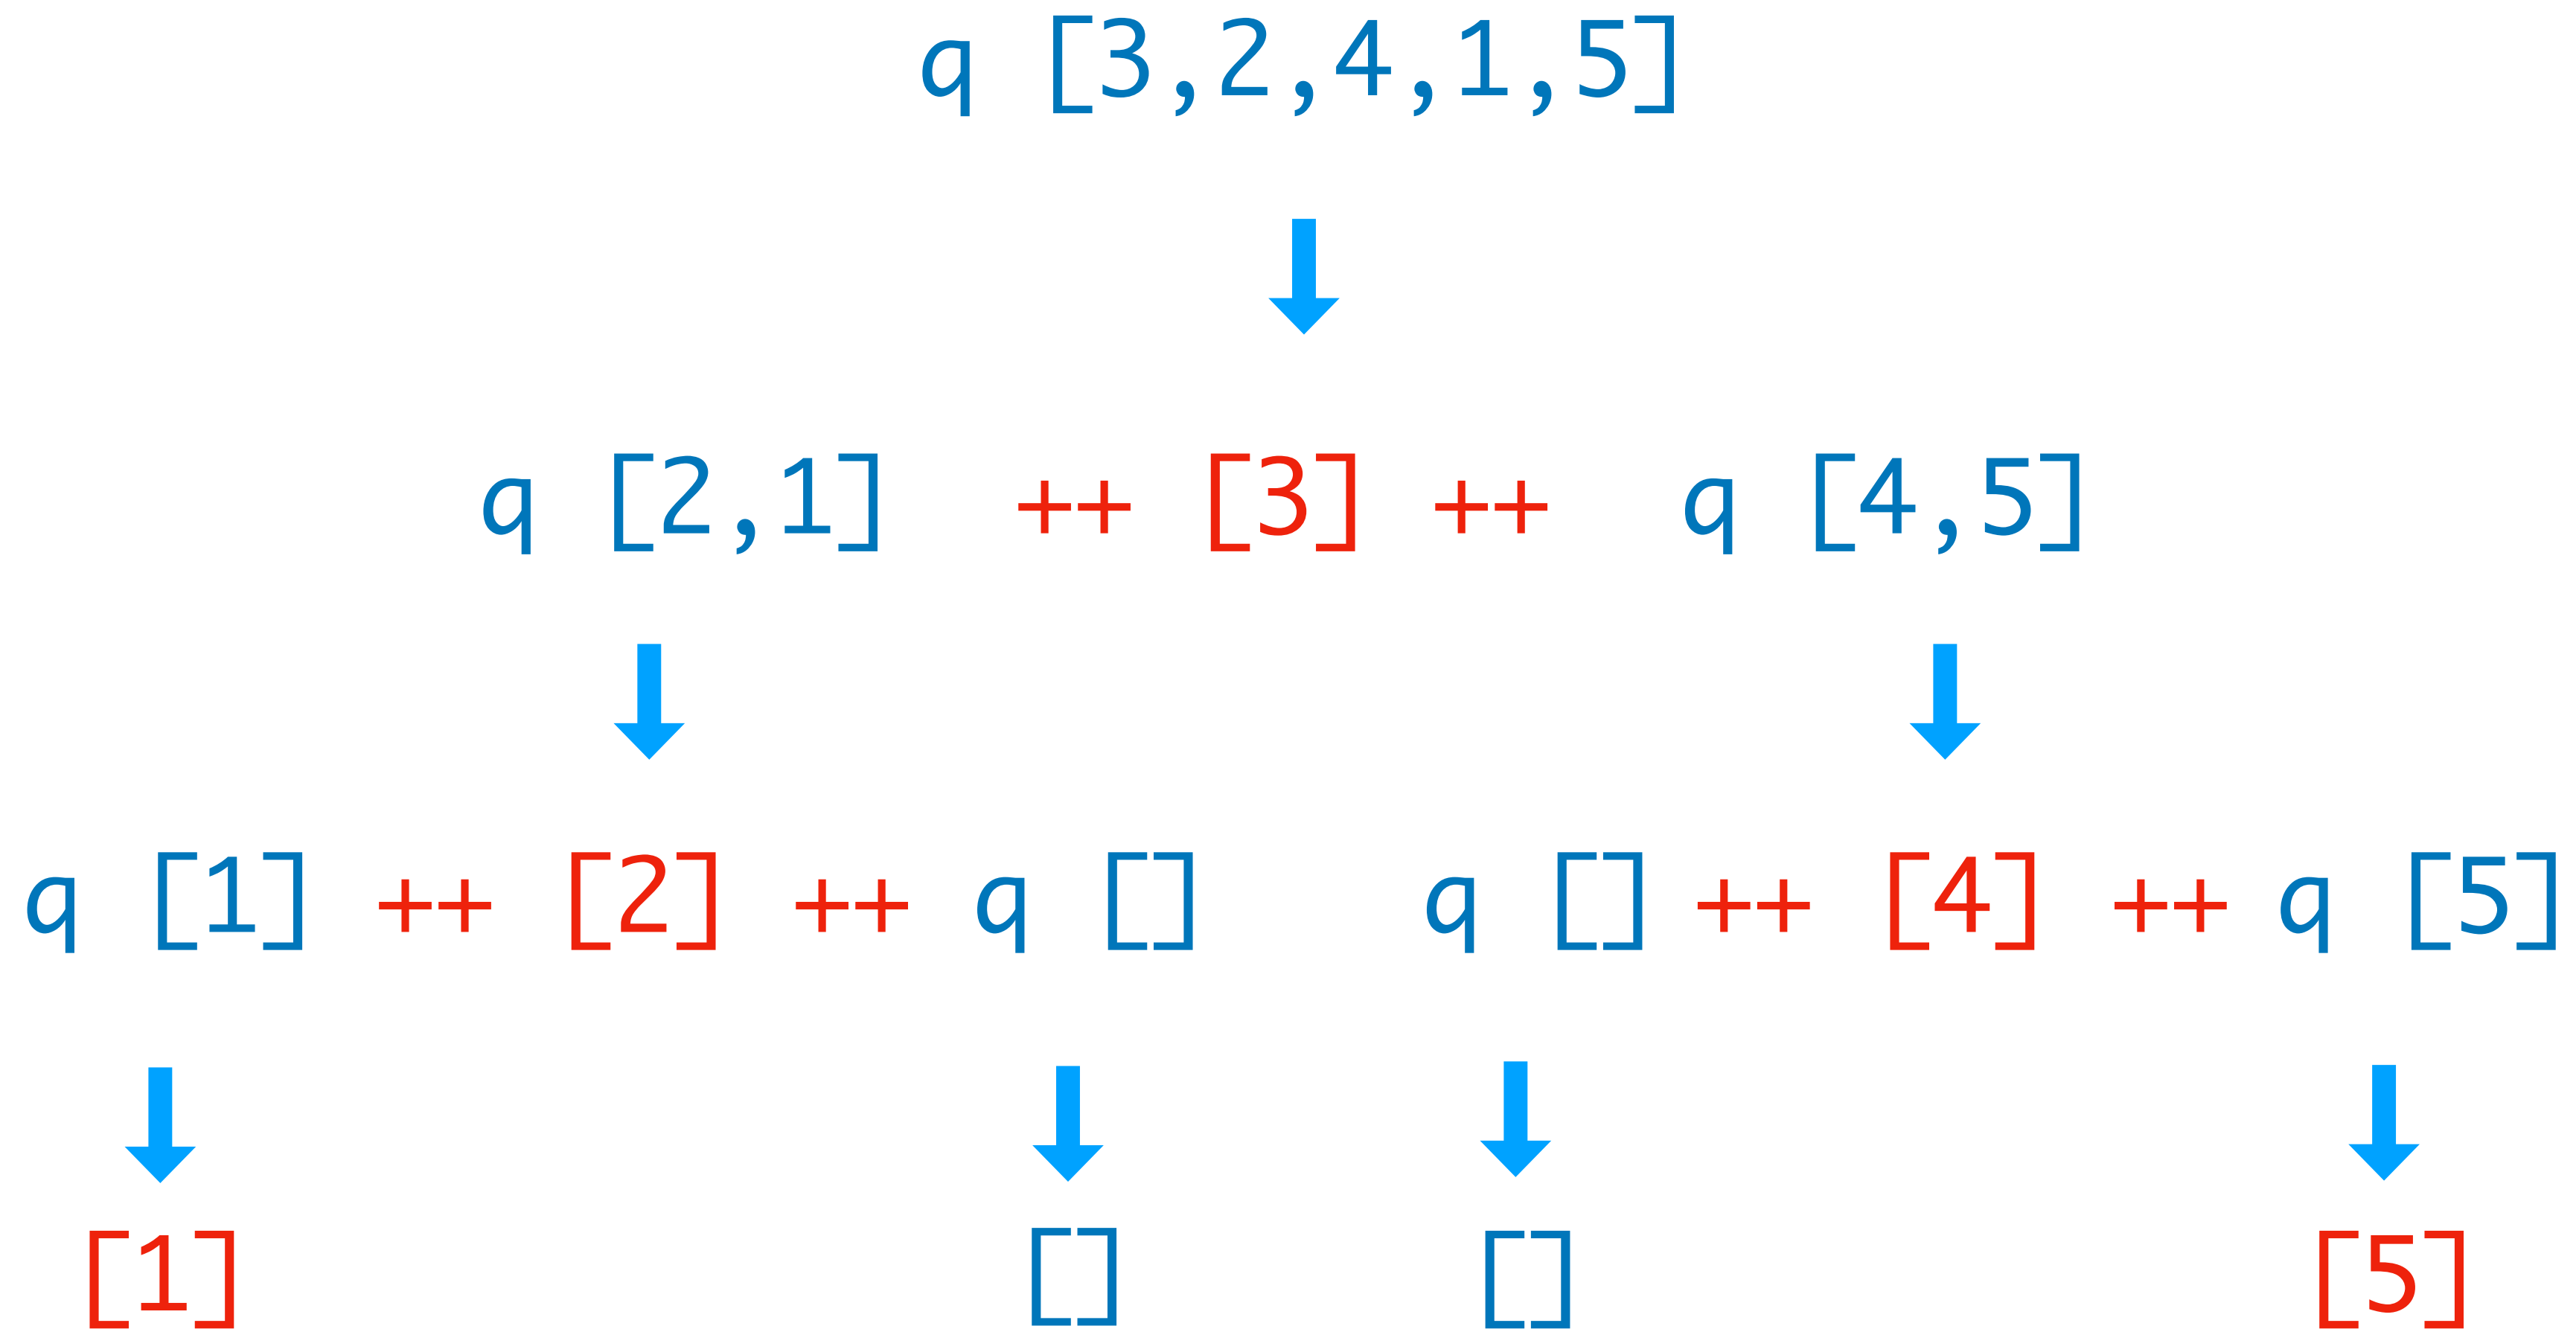 q [3,2,4,1,5]
q [2,1] ++ [3] ++ q [4,5]
q [1] ++ [2] ++ q [] q [] ++ [4] ++ q [5]
[1] [] [] [5]